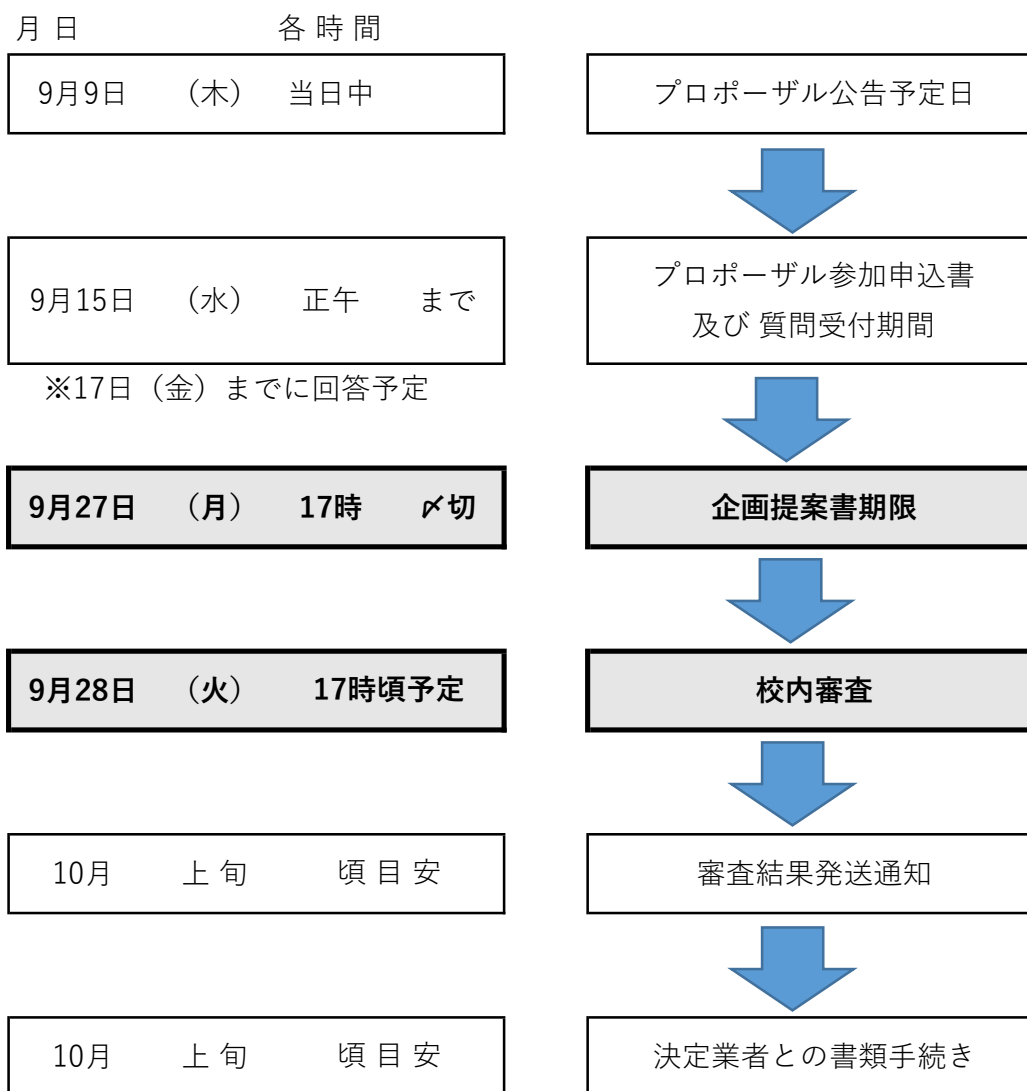 月 日 各 時 間
9月9日 (木) 当日中
プロポーザル公告予定日
9月15日 (水) 正午 まで
プロポーザル参加申込書
及び 質問受付期間
※17日（金）までに回答予定
9月27日 (月) 17時 〆切
企画提案書期限
9月28日 (火) 17時頃予定
校内審査
10月 上 旬 頃 目 安
審査結果発送通知
10月 上 旬 頃 目 安
決定業者との書類手続き